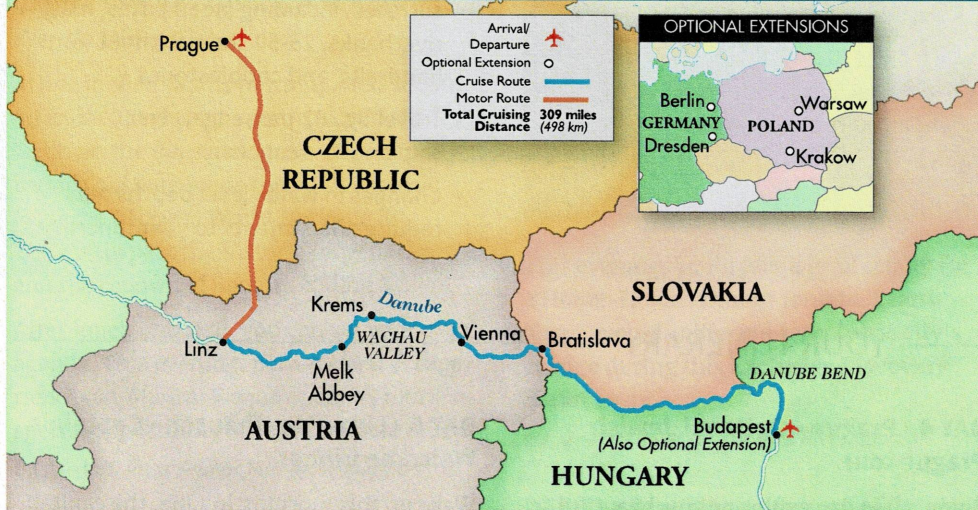 Prague
Arrival/
Departure
Optional Extension
Cruise Route
Motor Route
Total Cruising 309 miles
Distance (498 km)
OPTIONAL EXTENSIONS
Berlin
Warsaw
GERMANY
POLAND
Dresden
Krakow
CZECH
REPUBLIC
SLOVAKIA
Krems
Danube
WACHAU
VALLEY
Vienna
Bratislava
Linz
Melk
Abbey
DANUBE BEND
AUSTRIA
Budapest
(Also Optional Extension)
HUNGARY